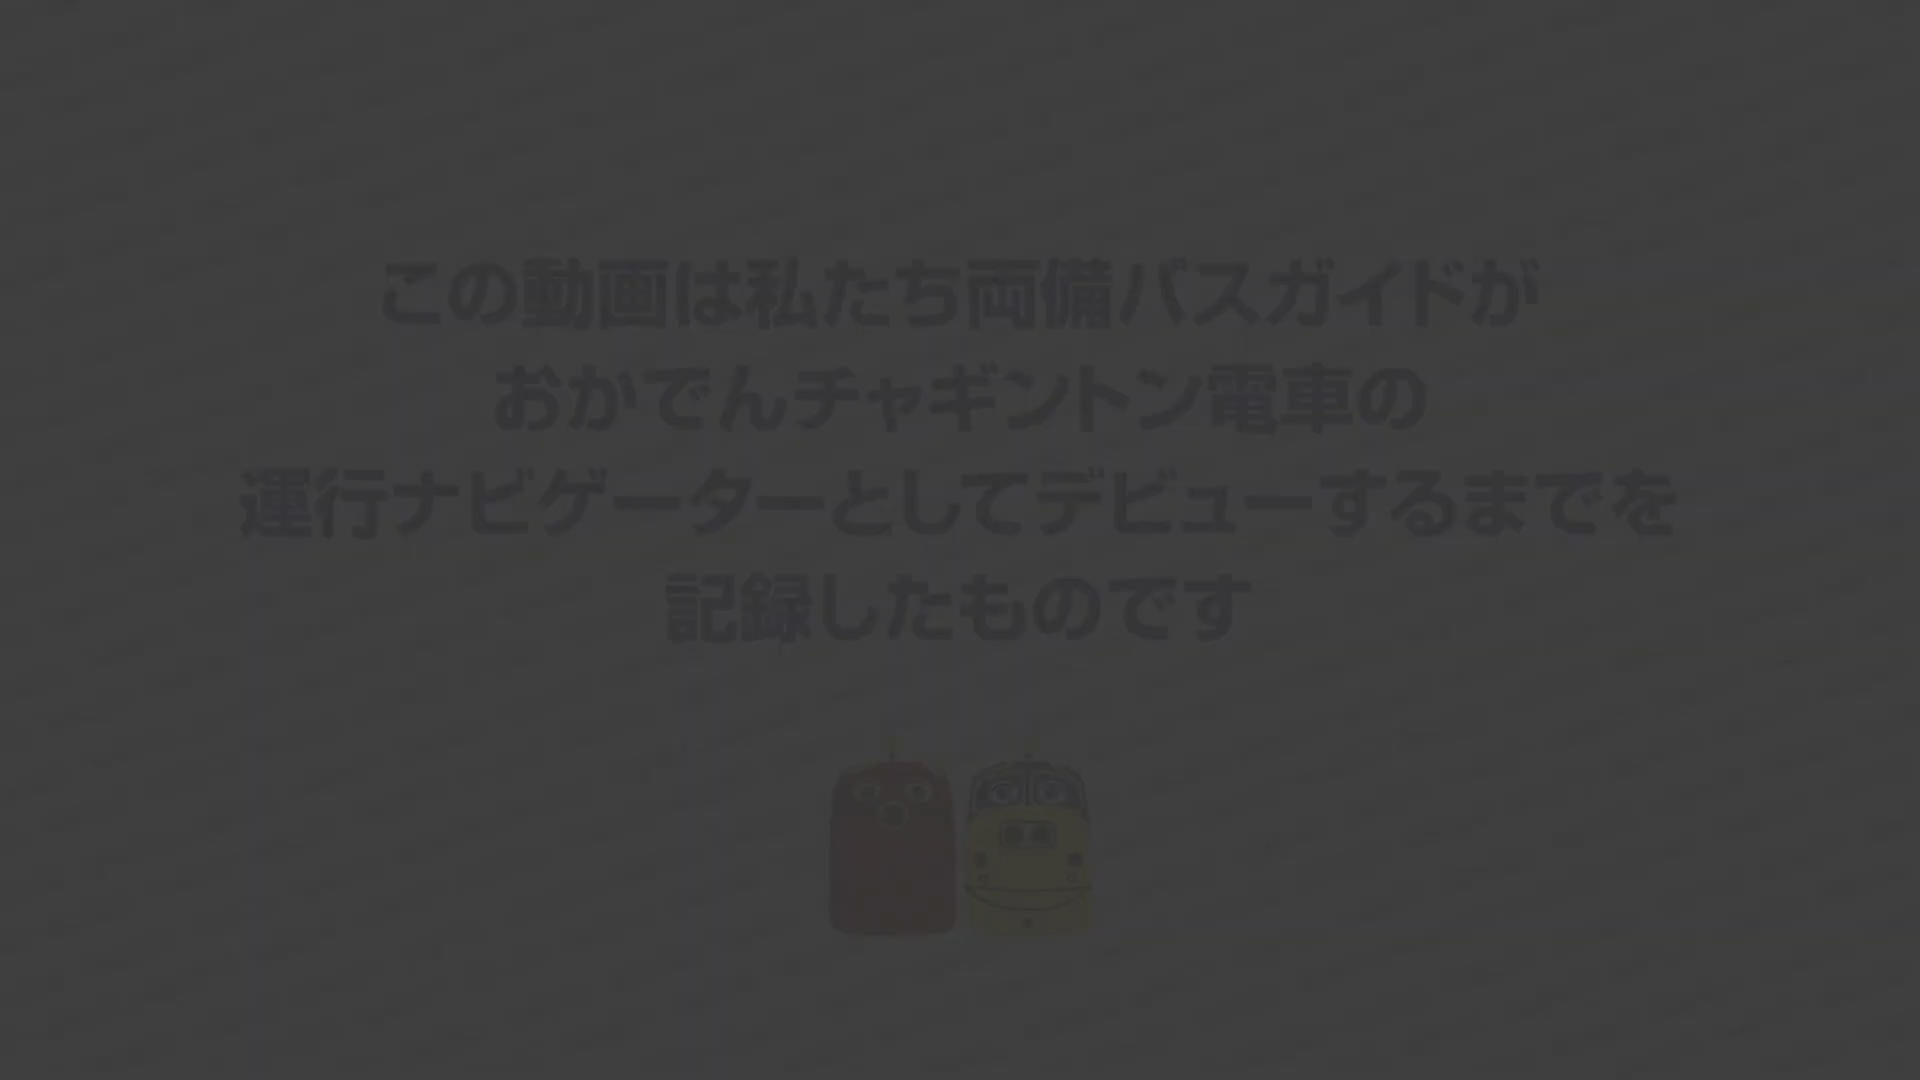 この動画は私たち両備バスガイドが
おかでんチャギントン電車の
運行ナビゲーターとしてデビューするまでを
記録したものです